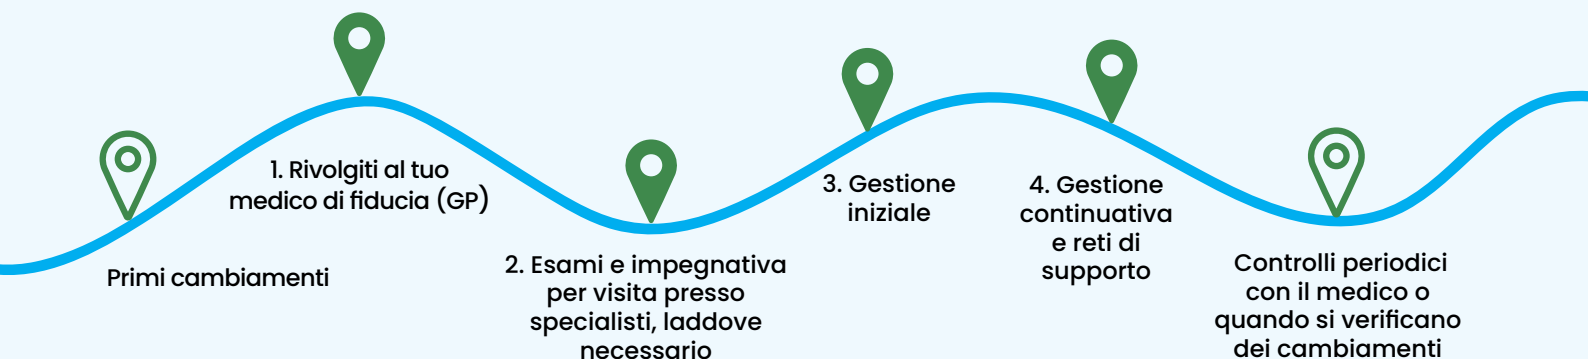 Primi cambiamenti
1. Rivolgiti al tuo
medico di fiducia (GP)
2. Esami e impegnativa
per visita presso
specialisti, laddove
necessario
3. Gestione
iniziale
4. Gestione
continuativa
e reti di
supporto
Controlli periodici
con il medico o
quando si verificano
dei cambiamenti